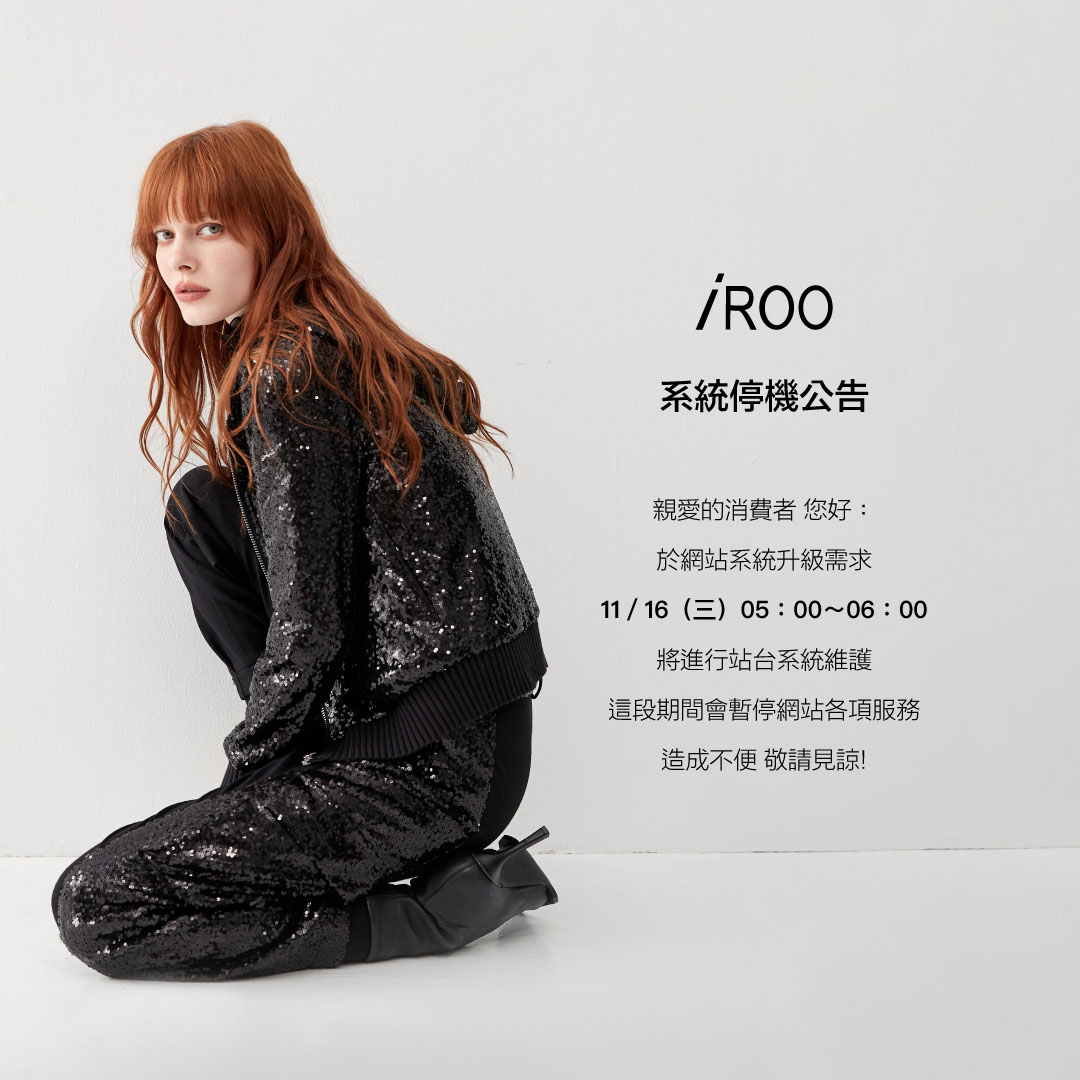 iROO
系統停機公告
親愛的消費者 您好：
於網站系統升級需求
11 / 16（三）05：00～06：00
將進行站台系統維護
這段期間會暫停網站各項服務
造成不便 敬請見諒!